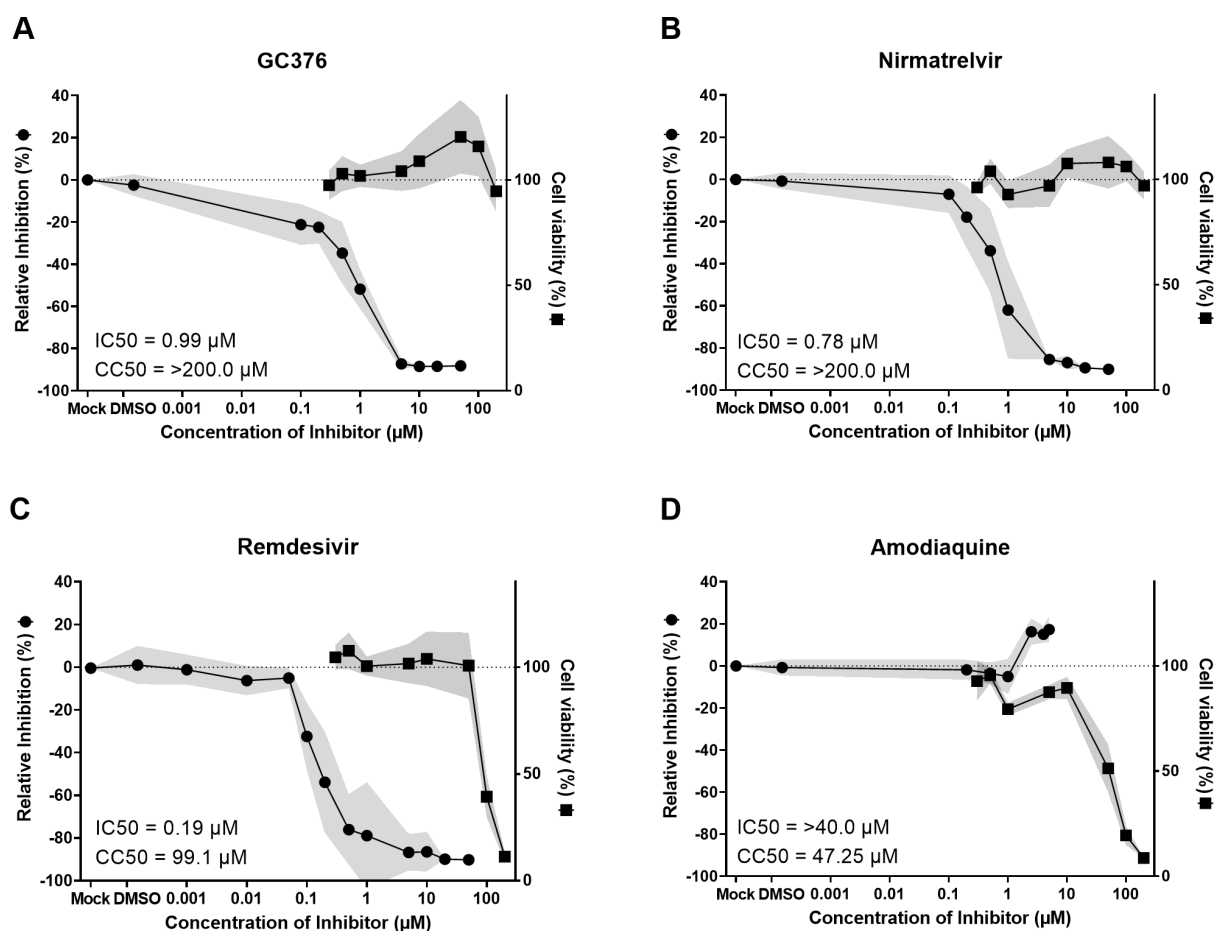 A
GC376
Relative Inhibition (%)
40
20
0
-20
-40
-60
-80
-100
100
50
0
Cell viability (%)
IC50 = 0.99 µM
CC50 = >200.0 µM
Mock DMSO 0.001 0.01 0.1 1 10 100
Concentration of Inhibitor (µM)
B
Nirmatrelvir
Relative Inhibition (%)
40
20
0
-20
-40
-60
-80
-100
100
50
0
Cell viability (%)
IC50 = 0.78 µM
CC50 = >200.0 µM
Mock DMSO 0.001 0.01 0.1 1 10 100
Concentration of Inhibitor (µM)
C
Remdesivir
Relative Inhibition (%)
40
20
0
-20
-40
-60
-80
-100
100
50
0
Cell viability (%)
IC50 = 0.19 µM
CC50 = 99.1 µM
Mock DMSO 0.001 0.01 0.1 1 10 100
Concentration of Inhibitor (µM)
D
Amodiaquine
Relative Inhibition (%)
40
20
0
-20
-40
-60
-80
-100
100
50
0
Cell viability (%)
IC50 = >40.0 µM
CC50 = 47.25 µM
Mock DMSO 0.001 0.01 0.1 1 10 100
Concentration of Inhibitor (µM)